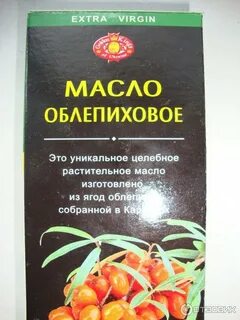 EXTRA VIRGIN
МАСЛО
ОБЛЕПИХОВОЕ
Это уникальное целебное
растительное масло
изготовлено
из ягод
собранной в